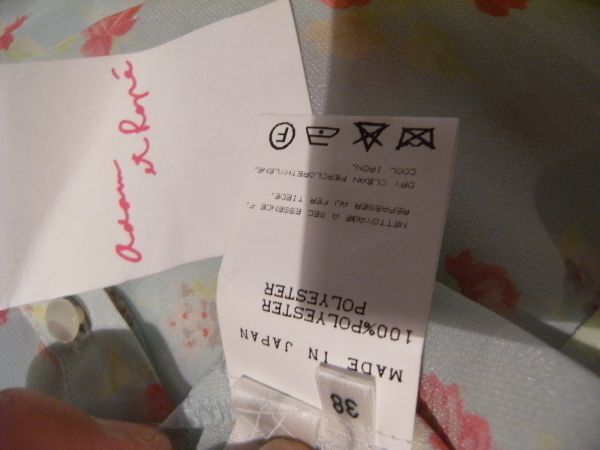 adam
et Ropé
38
MADE IN JAPAN
100%POLYESTER
POLYESTER
NETTOYAGE A SEC ESSENCE F.
REPASSER AU FER TIEDE.
DRY CLEAN PERCLORETHYLENE.
COOL IRON.
F